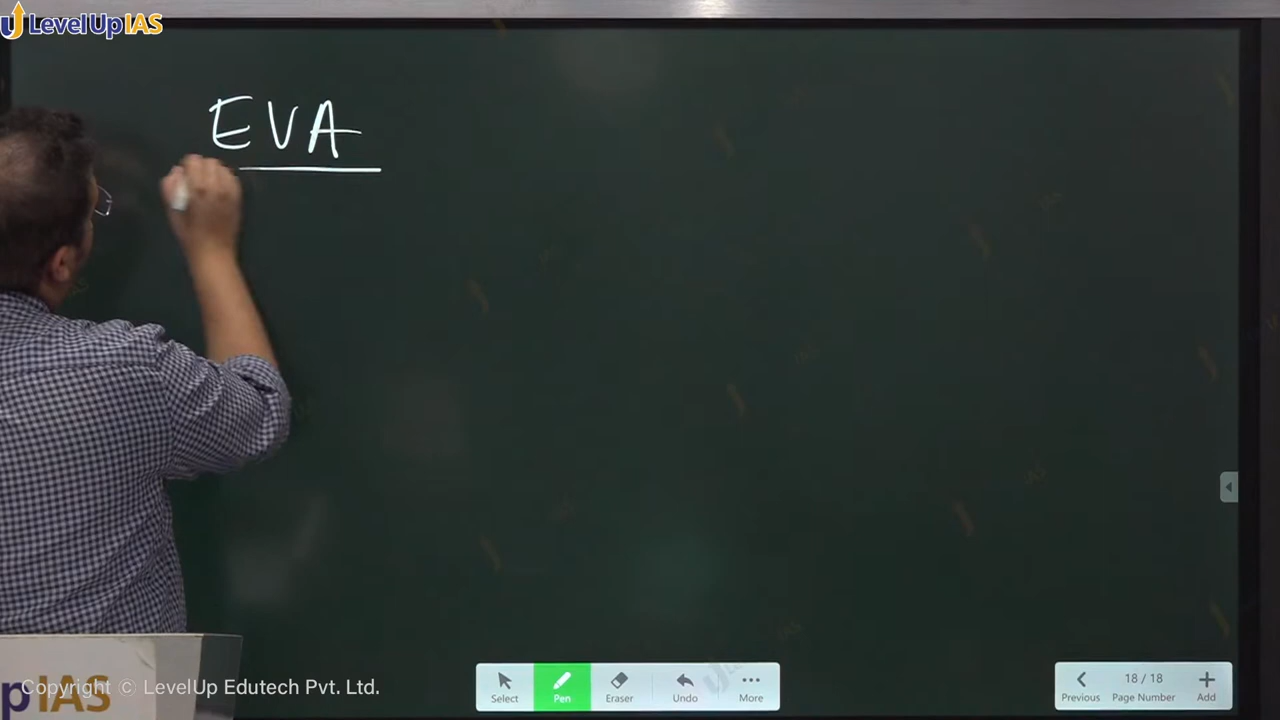 LevelUp IAS
EVA
pIAS
Copyright © LevelUp Edutech Pvt. Ltd.
Select
Pen
Eraser
Undo
More
18 / 18
Previous
Page Number
Add